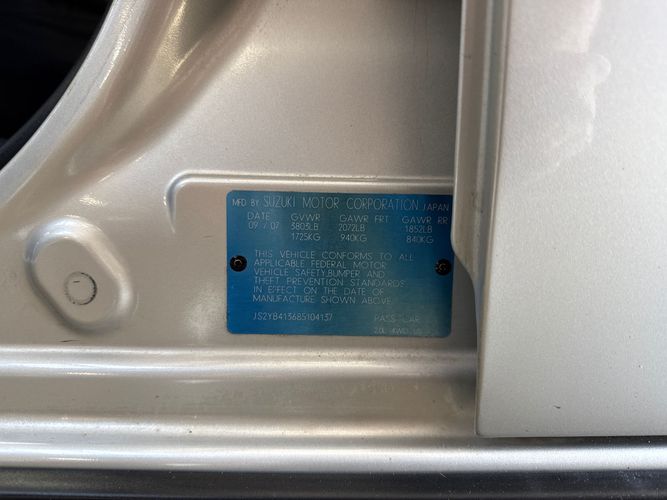 MFD BY SUZUKI MOTOR CORPORATION JAPAN
DATE GVWR GAWR FRT GAWR RR
09 / 07 3803LB 2072LB 1852LB
1725KG 940KG 840KG
THIS VEHICLE CONFORMS TO ALL
APPLICABLE FEDERAL MOTOR
VEHICLE SAFETY,BUMPER AND
THEFT PREVENTION STANDARDS
IN EFFECT ON THE DATE OF
MANUFACTURE SHOWN ABOVE.
JS2YB413685104137 PASS CAR
2.0L 4WD